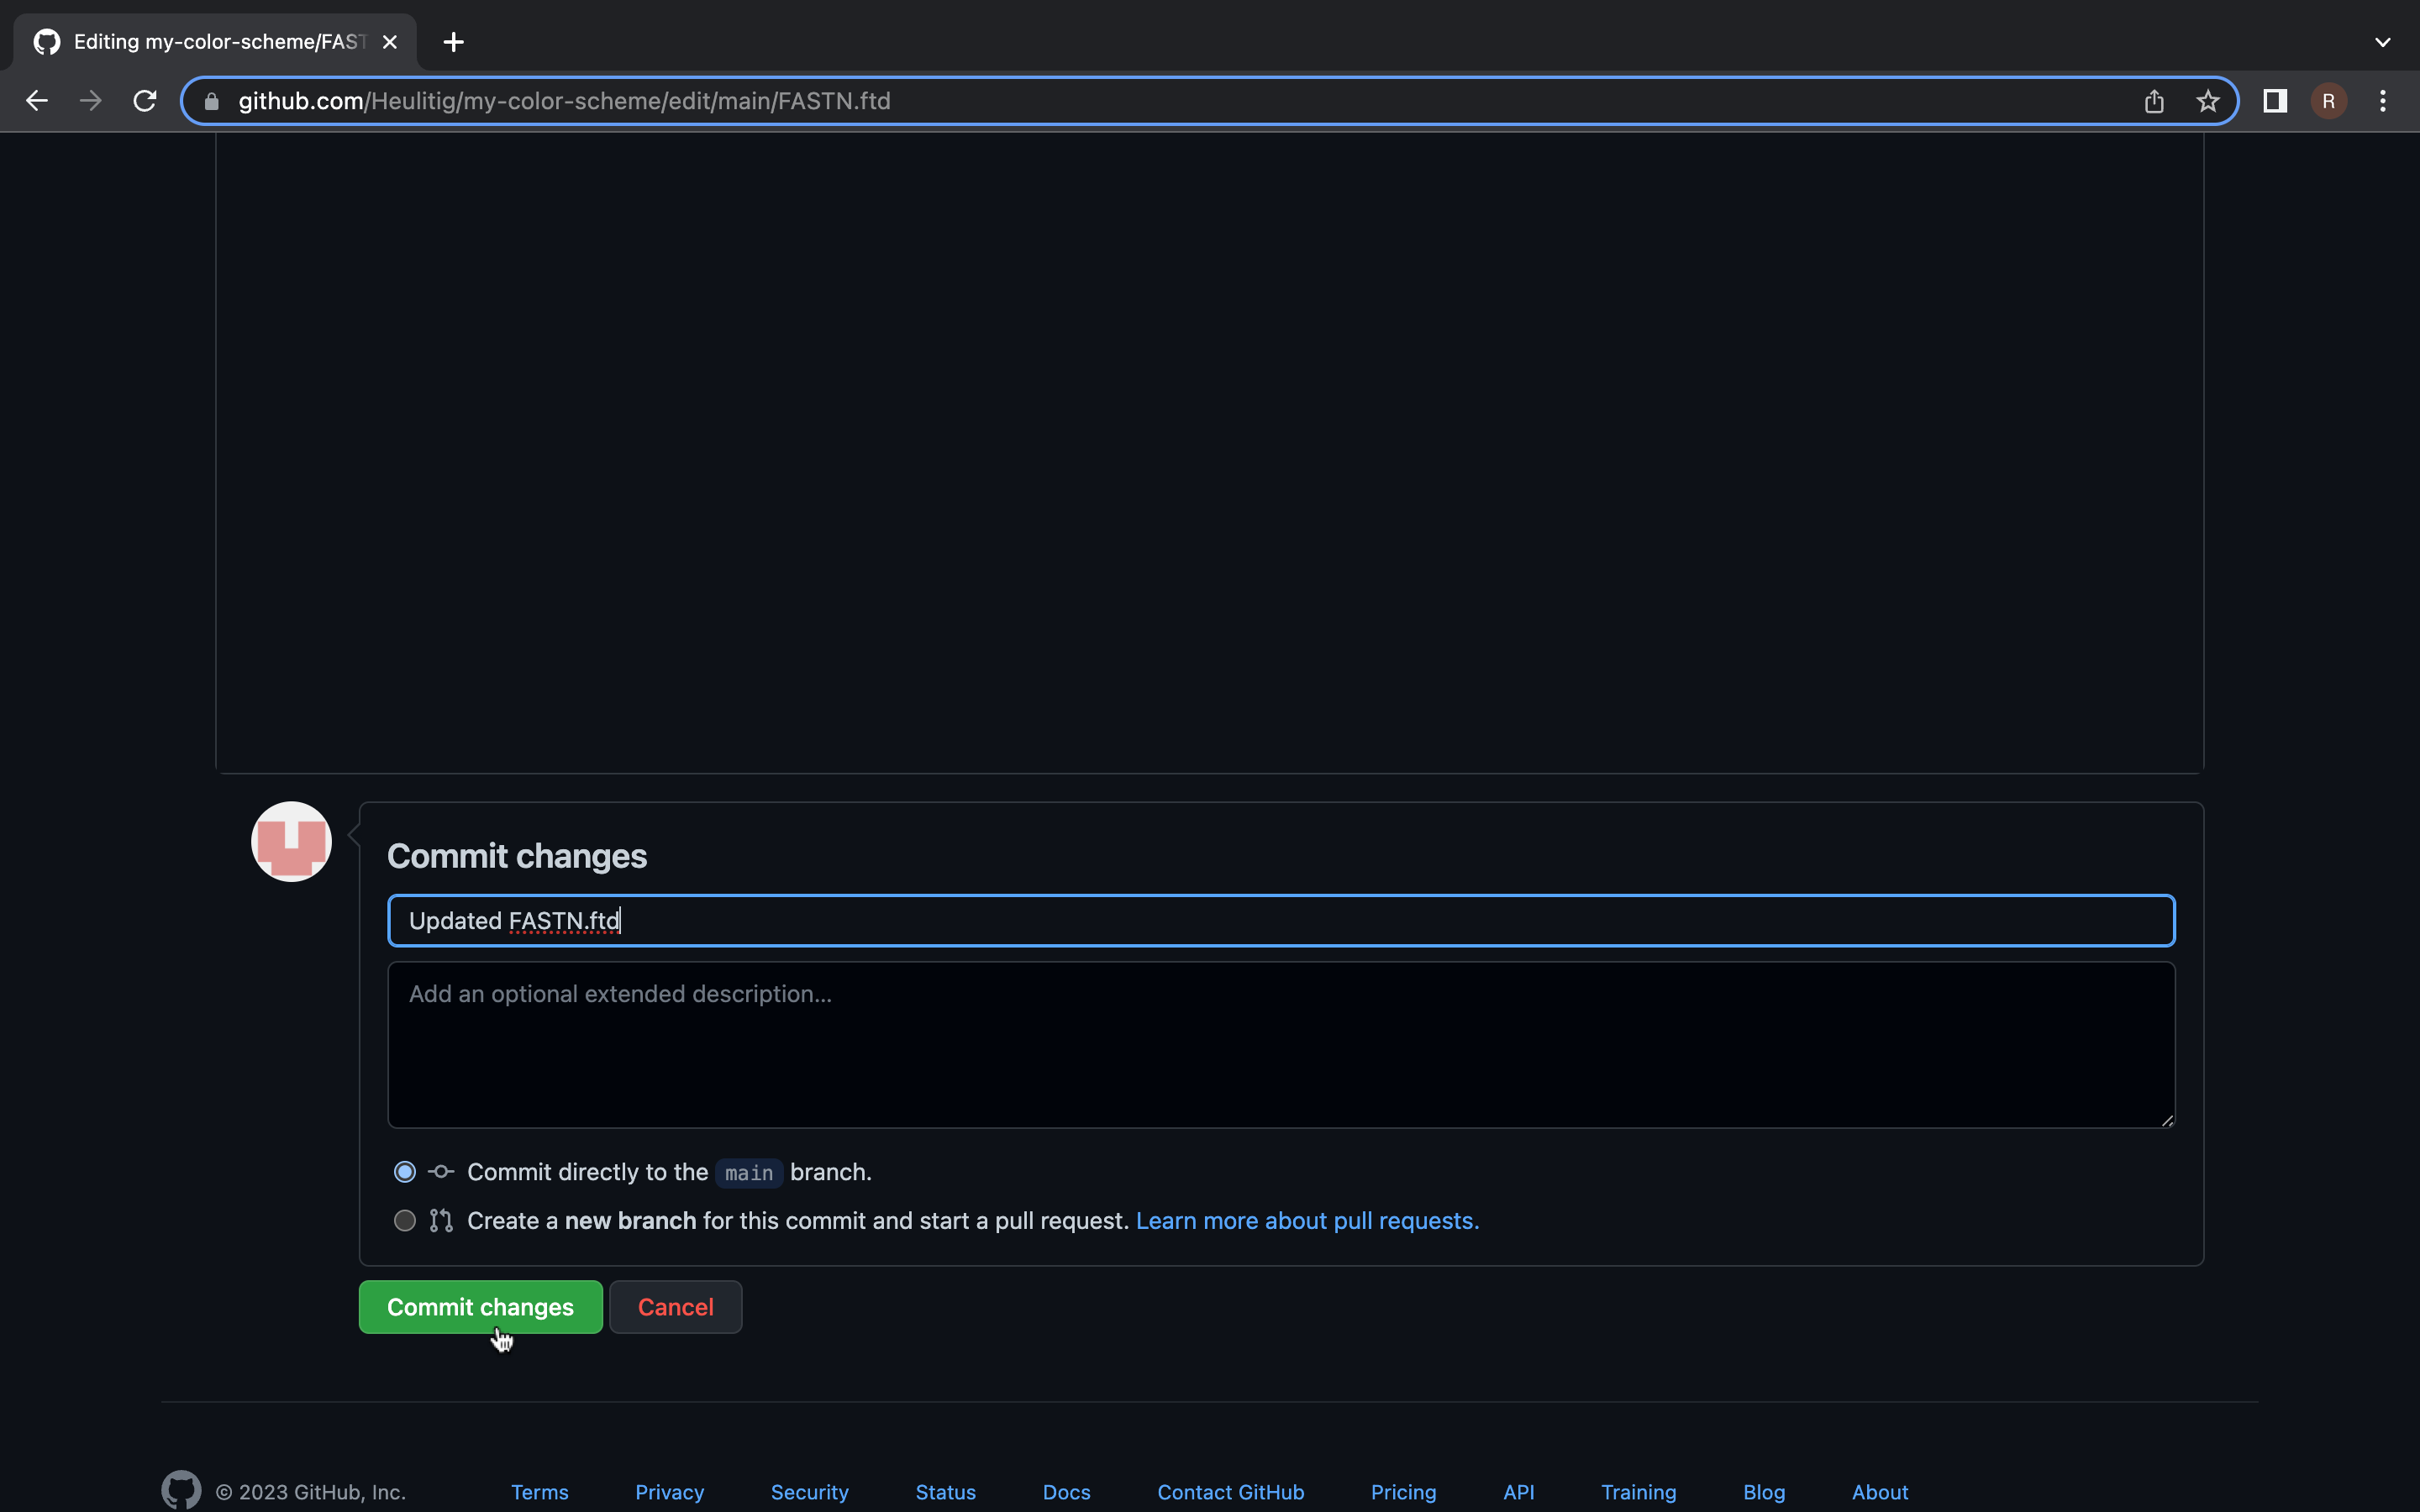 Editing my-color-scheme/FAST
github.com/Heulitig/my-color-scheme/edit/main/FASTN.ftd
R
Commit changes
Updated FASTN.ftd
Add an optional extended description...
Commit directly to the main branch.
Create a new branch for this commit and start a pull request. Learn more about pull requests.
Commit changes Cancel
© 2023 GitHub, Inc. Terms Privacy Security Status Docs Contact GitHub Pricing API Training Blog About